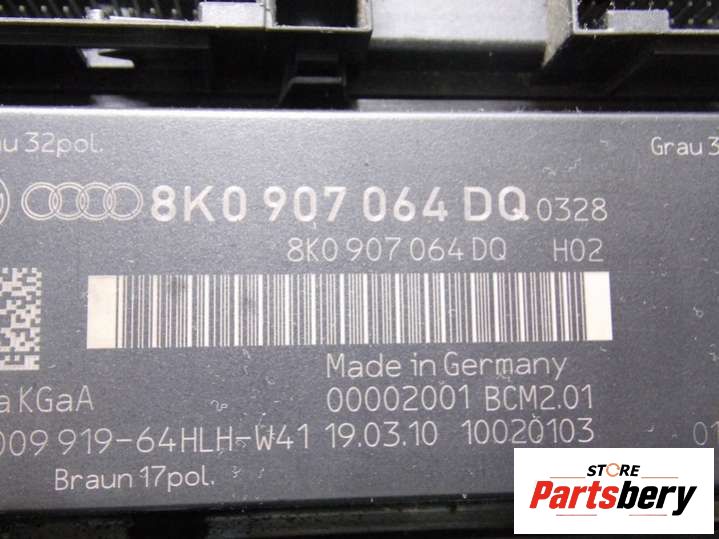 32pol.
Grau 3
8K0 907 064 DQ 0328
8K0 907 064 DQ H02
Made in Germany
a KGaA
00002001 BCM2.01
009 919-64HLH-W41 19.03.10 10020103
01
Braun 17pol.
STORE
Partsbery